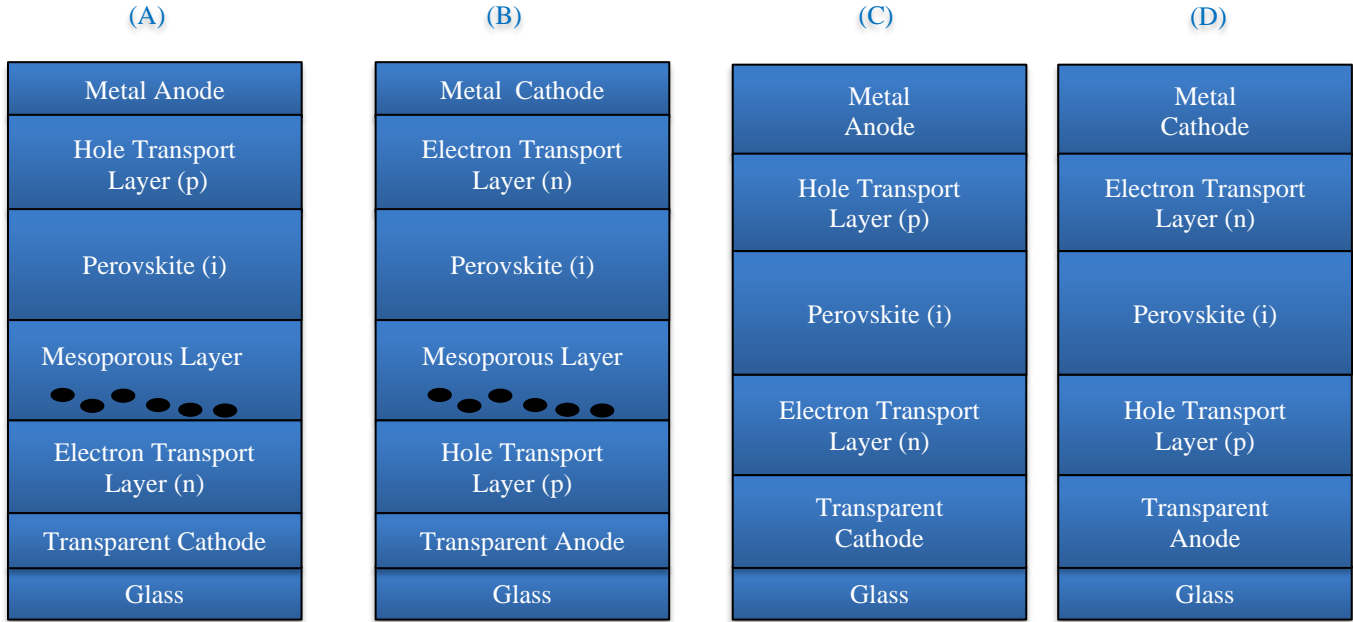 (A)
Metal Anode
Hole Transport
Layer (p)
Perovskite (i)
Mesoporous Layer
Electron Transport
Layer (n)
Transparent Cathode
Glass
(B)
Metal Cathode
Electron Transport
Layer (n)
Perovskite (i)
Mesoporous Layer
Hole Transport
Layer (p)
Transparent Anode
Glass
(C)
Metal
Anode
Hole Transport
Layer (p)
Perovskite (i)
Electron Transport
Layer (n)
Transparent
Cathode
Glass
(D)
Metal
Cathode
Electron Transport
Layer (n)
Perovskite (i)
Hole Transport
Layer (p)
Transparent
Anode
Glass